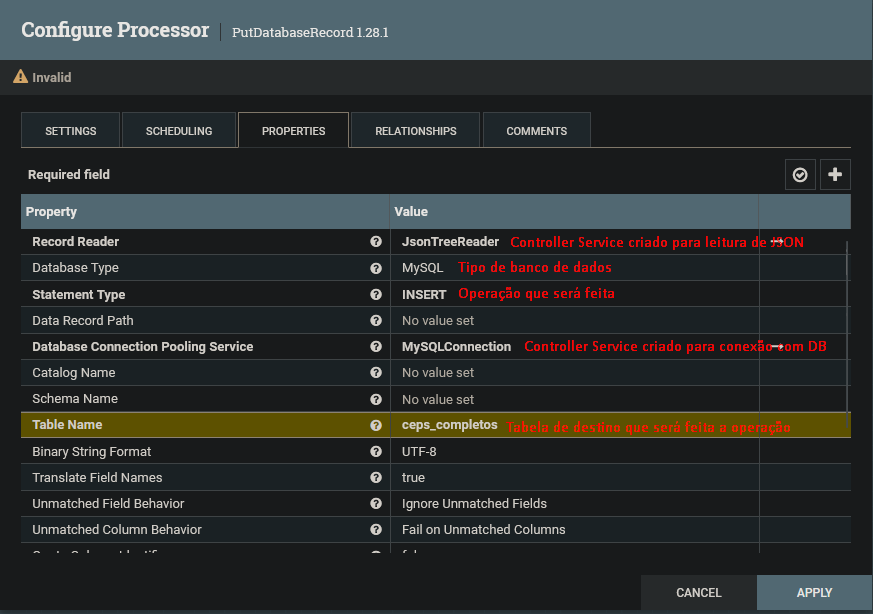 Configure Processor | PutDatabaseRecord 1.28.1
Invalid
SETTINGS SCHEDULING PROPERTIES RELATIONSHIPS COMMENTS
Required field
Property Value
Record Reader JsonTreeReader Controller Service criado para leitura de JSON
Database Type MySQL Tipo de banco de dados
Statement Type INSERT Operação que será feita
Data Record Path No value set
Database Connection Pooling Service MySQLConnection Controller Service criado para conexão com DB
Catalog Name No value set
Schema Name No value set
Table Name ceps_completos Tabela de destino que será feita a operação
Binary String Format UTF-8
Translate Field Names true
Unmatched Field Behavior Ignore Unmatched Fields
Unmatched Column Behavior Fail on Unmatched Columns
CANCEL APPLY